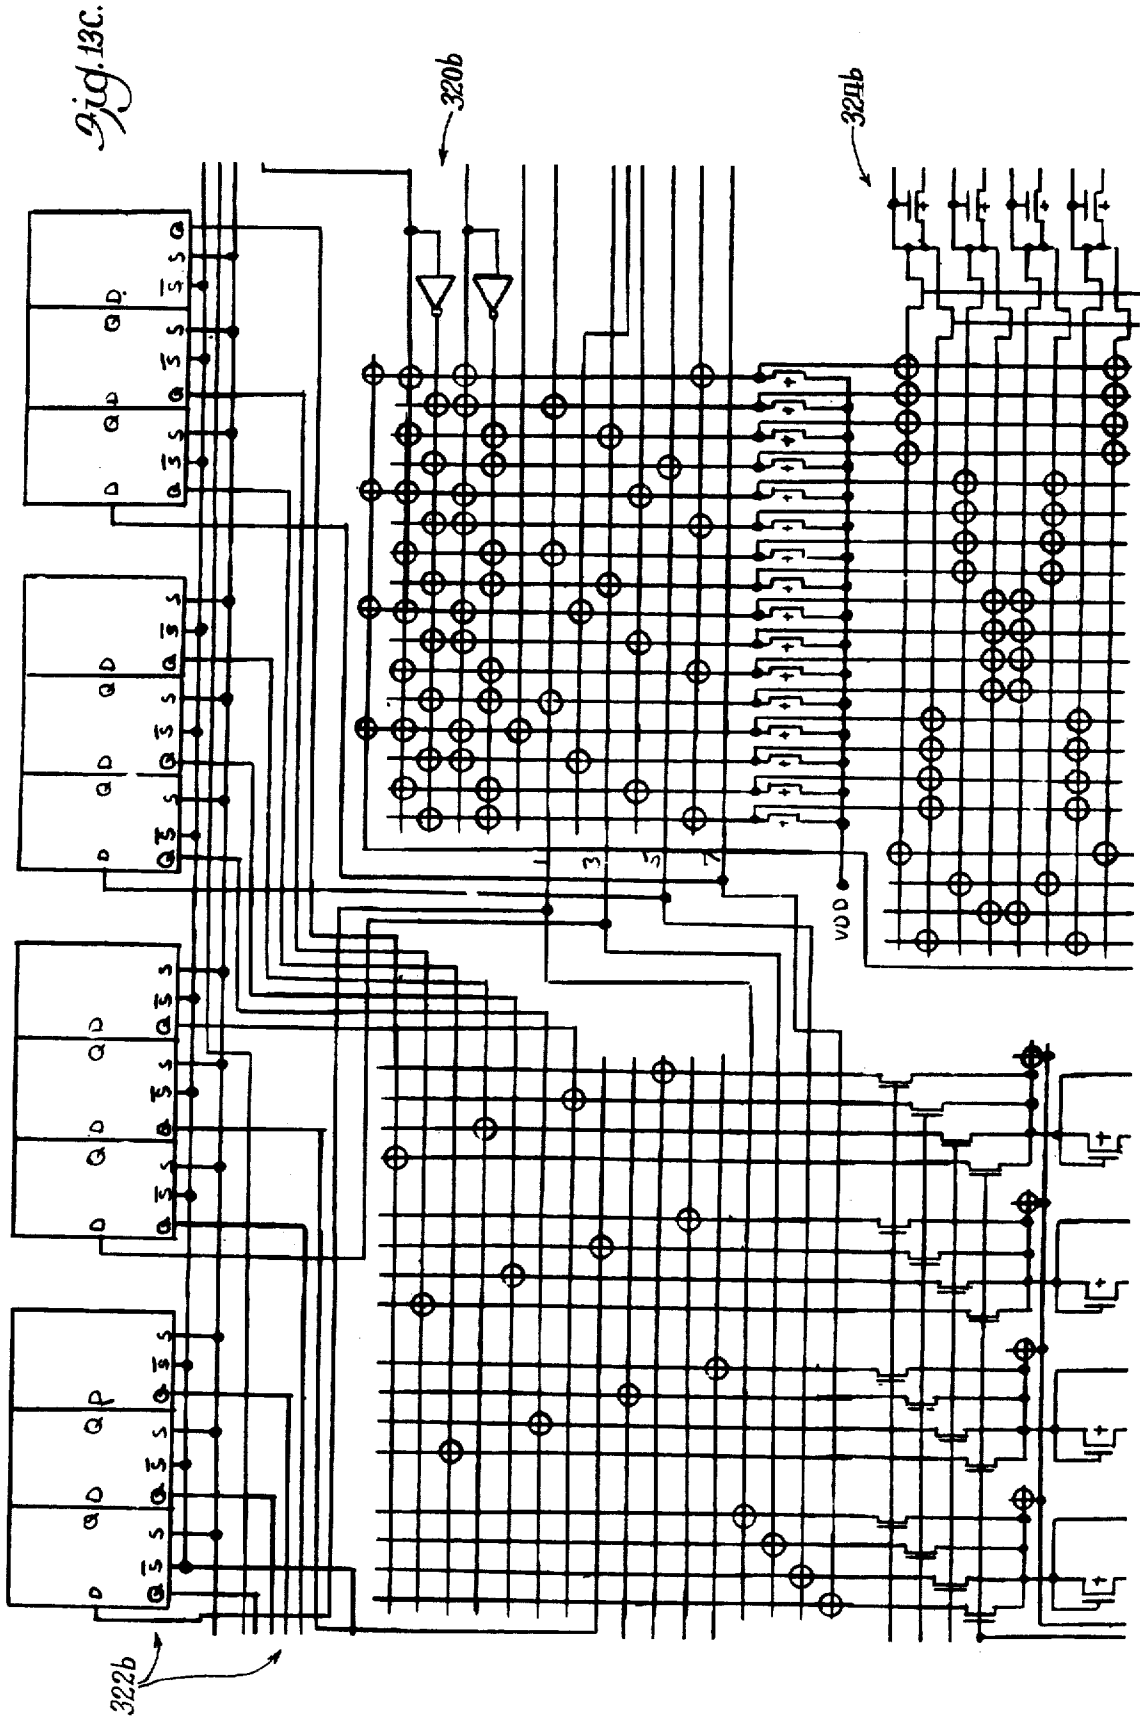 Fig. 13C.
320b
324b
322b
Q S S̅ D Q S S̅ Q D Q S S̅ Q D
S S̅ Q D Q S S̅ Q D Q S S̅ Q D
S S̅ Q D Q S S̅ Q D Q S S̅ Q D
S S̅ Q D Q S S̅ Q D Q S S̅ Q D
1
3
5
7
VDD